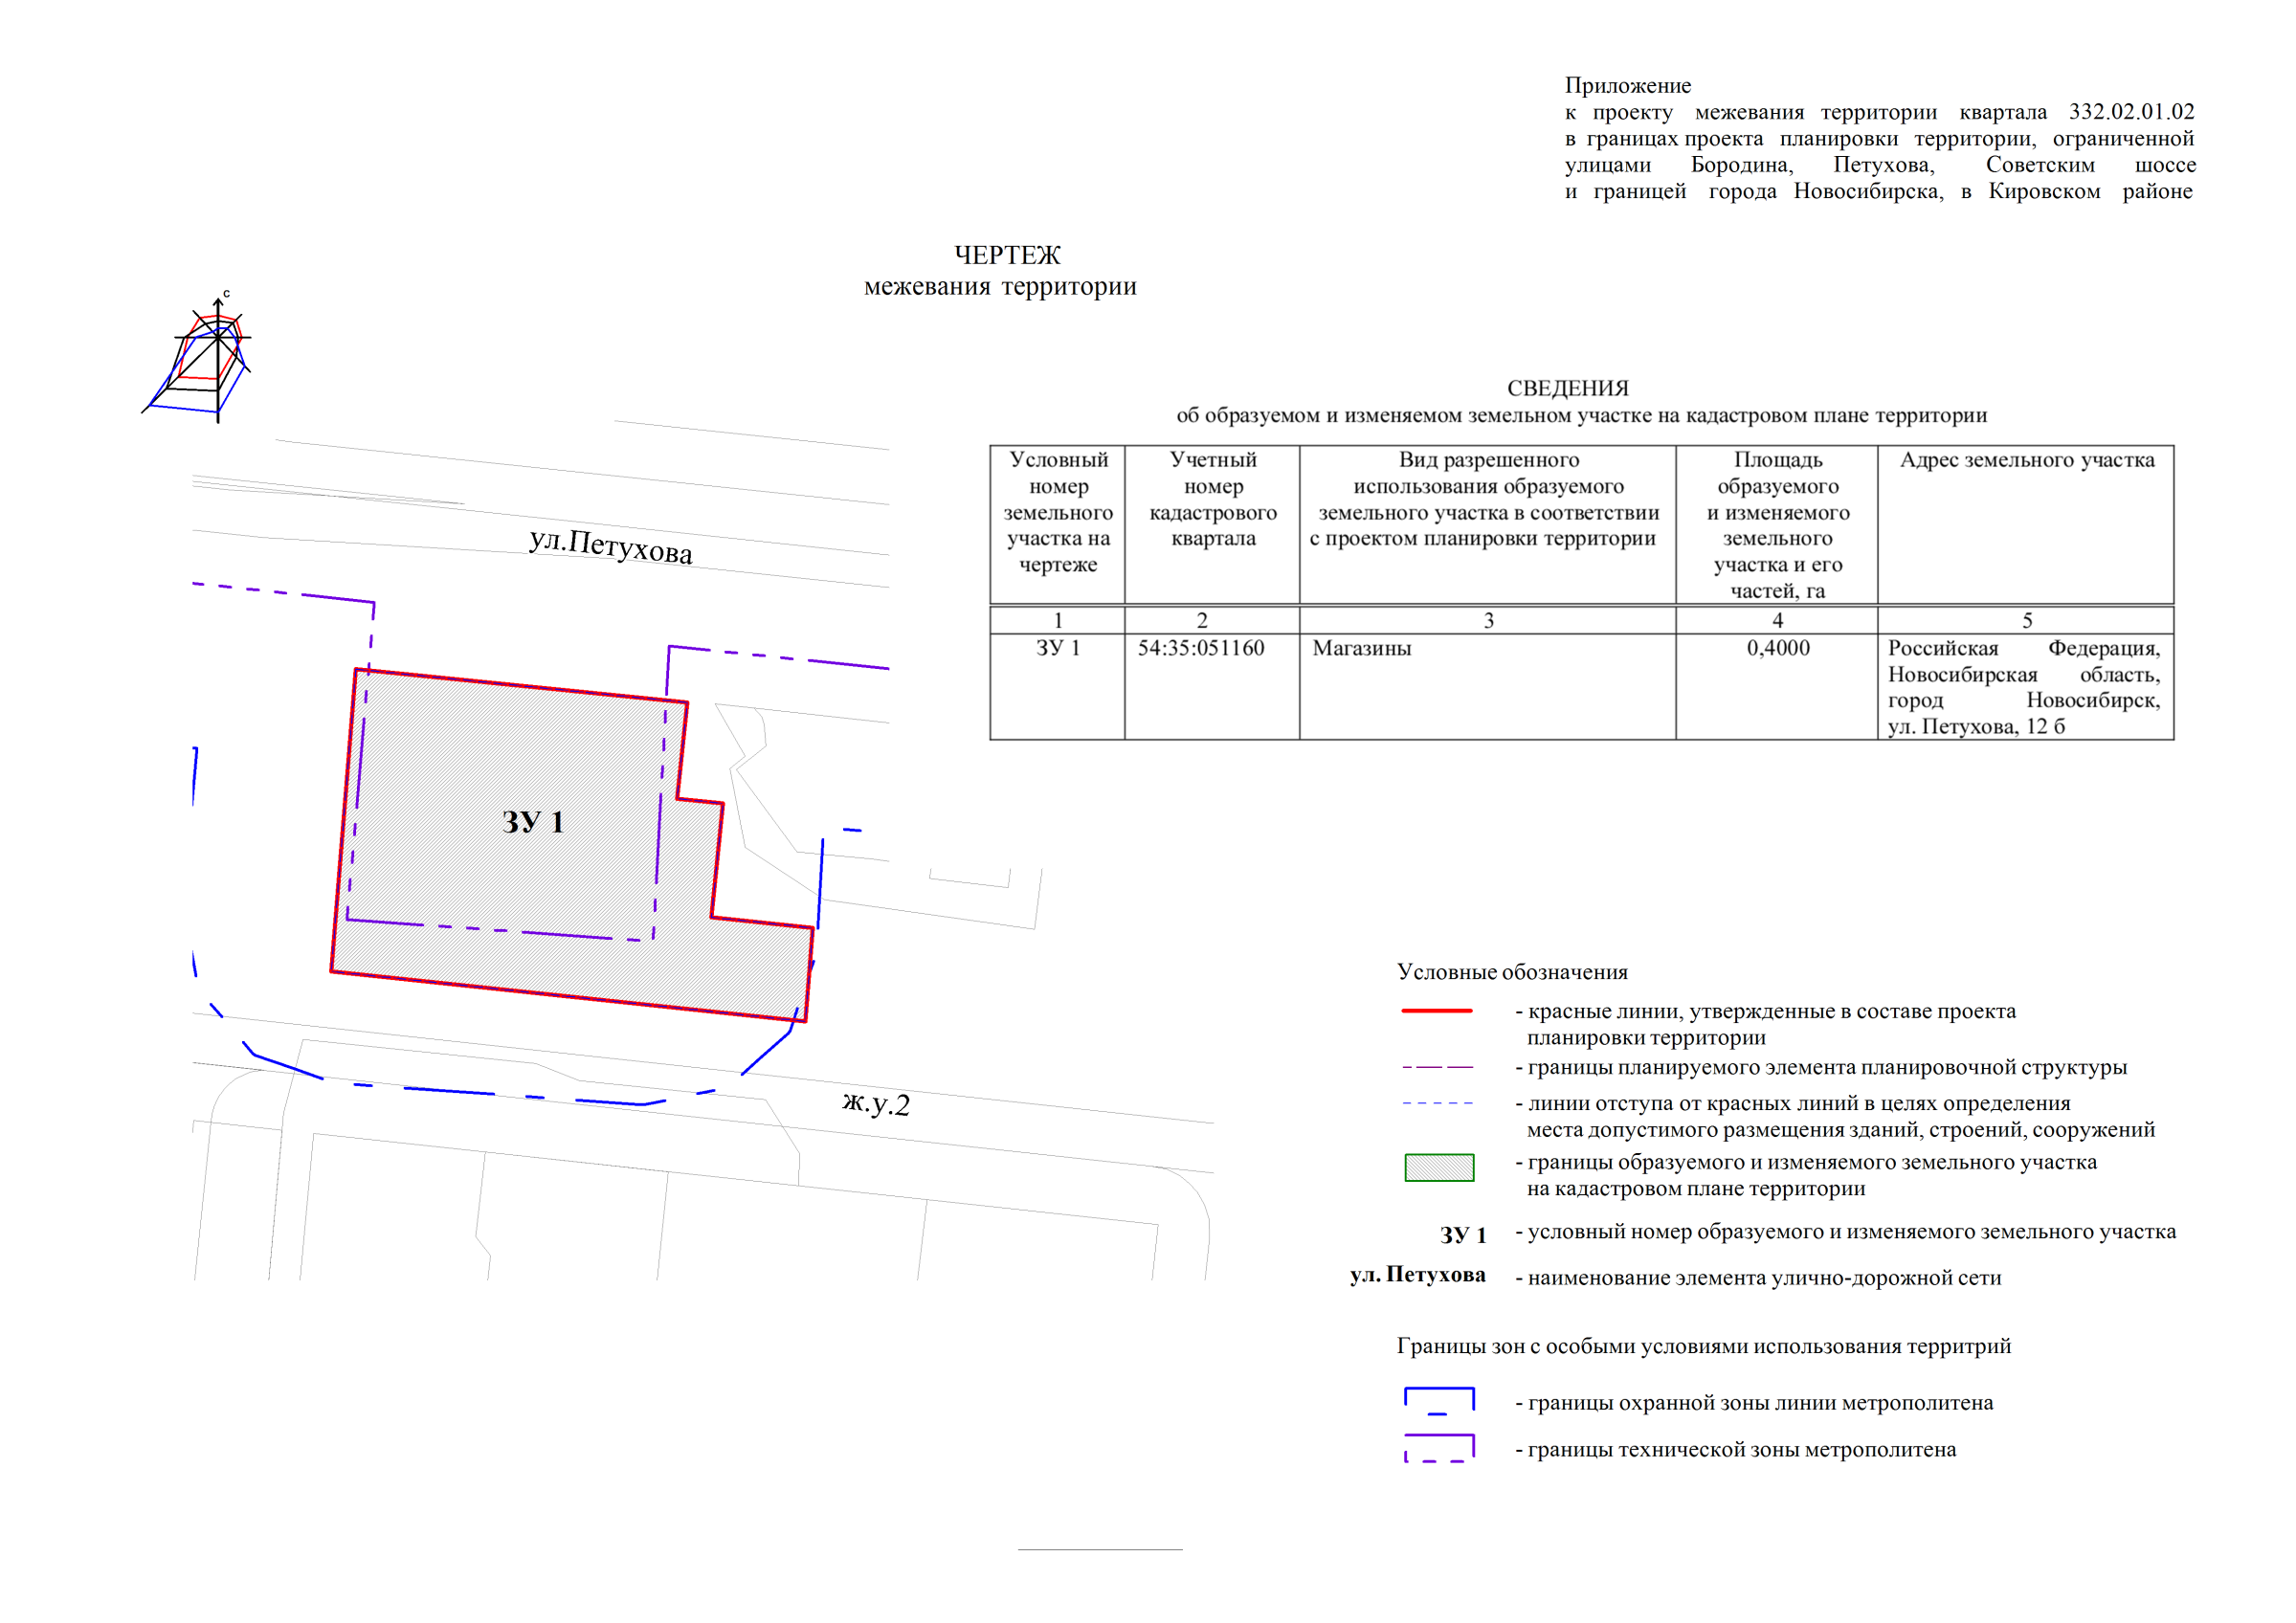 Приложение
к проекту межевания территории квартала 332.02.01.02
в границах проекта планировки территории, ограниченной
улицами Бородина, Петухова, Советским шоссе
и границей города Новосибирска, в Кировском районе
ЧЕРТЕЖ
межевания территории
с
СВЕДЕНИЯ
об образуемом и изменяемом земельном участке на кадастровом плане территории
Условный
номер
земельного
участка на
чертеже
Учетный
номер
кадастрового
квартала
Вид разрешенного
использования образуемого
земельного участка в соответствии
с проектом планировки территории
Площадь
образуемого
и изменяемого
земельного
участка и его
частей, га
Адрес земельного участка
1
2
3
4
5
ЗУ 1
54:35:051160
Магазины
0,4000
Российская Федерация,
Новосибирская область,
город Новосибирск,
ул. Петухова, 12 б
ул.Петухова
ЗУ 1
ж.у.2
Условные обозначения
- красные линии, утвержденные в составе проекта
планировки территории
- границы планируемого элемента планировочной структуры
- линии отступа от красных линий в целях определения
места допустимого размещения зданий, строений, сооружений
- границы образуемого и изменяемого земельного участка
на кадастровом плане территории
ЗУ 1 - условный номер образуемого и изменяемого земельного участка
ул. Петухова - наименование элемента улично-дорожной сети
Границы зон с особыми условиями использования территрий
- границы охранной зоны линии метрополитена
- границы технической зоны метрополитена